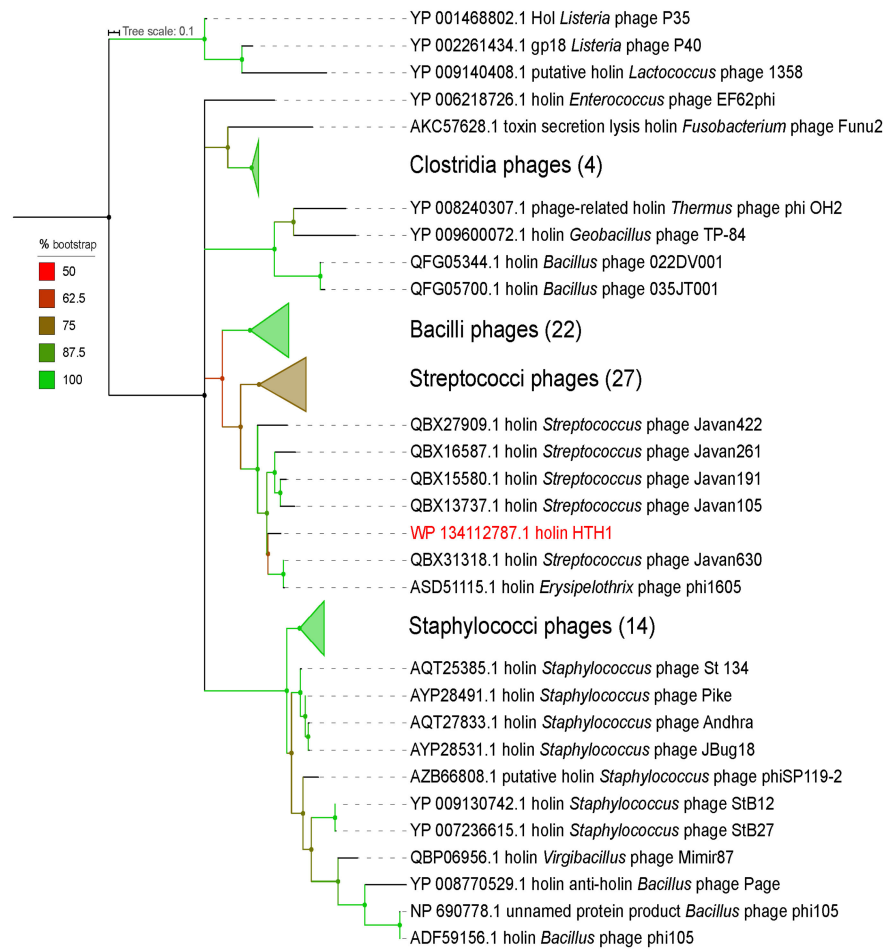 YP 001468802.1 Hol Listeria phage P35
Tree scale: 0.1
YP 002261434.1 gp18 Listeria phage P40
YP 009140408.1 putative holin Lactococcus phage 1358
YP 006218726.1 holin Enterococcus phage EF62phi
AKC57628.1 toxin secretion lysis holin Fusobacterium phage Funu2
Clostridia phages (4)
YP 008240307.1 phage-related holin Thermus phage phi OH2
YP 009600072.1 holin Geobacillus phage TP-84
% bootstrap
50
62.5
75
87.5
100
QFG05344.1 holin Bacillus phage 022DV001
QFG05700.1 holin Bacillus phage 035JT001
Bacilli phages (22)
Streptococci phages (27)
QBX27909.1 holin Streptococcus phage Javan422
QBX16587.1 holin Streptococcus phage Javan261
QBX15580.1 holin Streptococcus phage Javan191
QBX13737.1 holin Streptococcus phage Javan105
WP 134112787.1 holin HTH1
QBX31318.1 holin Streptococcus phage Javan630
ASD51115.1 holin Erysipelothrix phage phi1605
Staphylococci phages (14)
AQT25385.1 holin Staphylococcus phage St 134
AYP28491.1 holin Staphylococcus phage Pike
AQT27833.1 holin Staphylococcus phage Andhra
AYP28531.1 holin Staphylococcus phage JBug18
AZB66808.1 putative holin Staphylococcus phage phiSP119-2
YP 009130742.1 holin Staphylococcus phage StB12
YP 007236615.1 holin Staphylococcus phage StB27
QBP06956.1 holin Virgibacillus phage Mimir87
YP 008770529.1 holin anti-holin Bacillus phage Page
NP 690778.1 unnamed protein product Bacillus phage phi105
ADF59156.1 holin Bacillus phage phi105